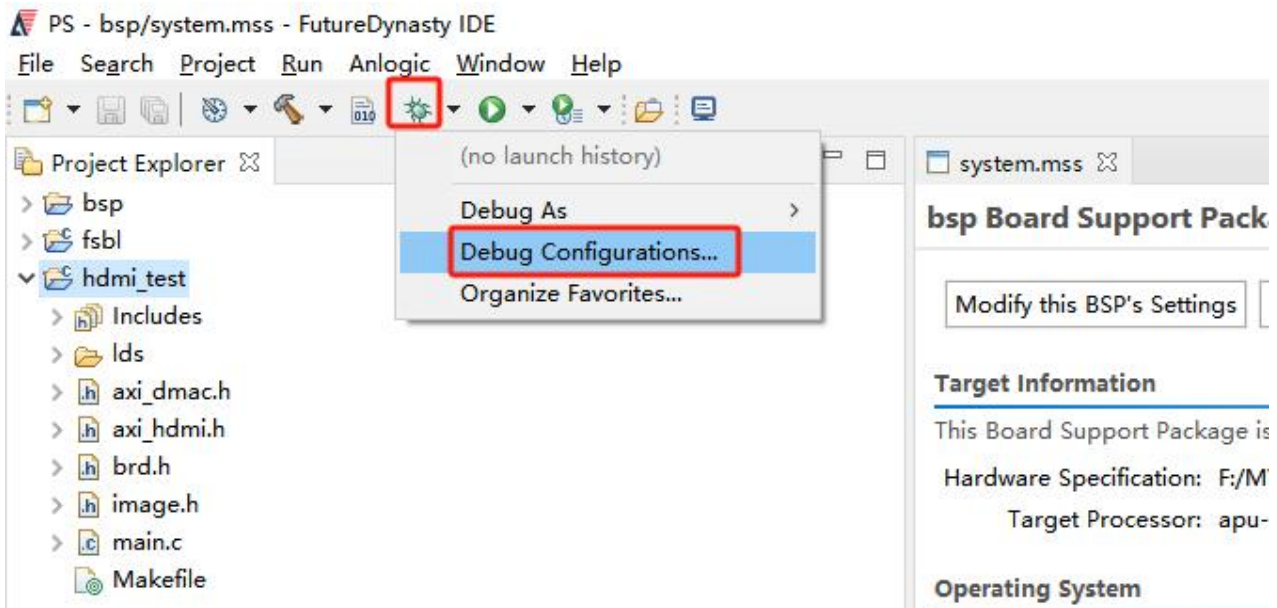 PS - bsp/system.mss - FutureDynasty IDE
File Search Project Run Anlogic Window Help
010
(no launch history)
Project Explorer
system.mss
bsp
Debug As
bsp Board Support Pack
fsbl
Debug Configurations...
hdmi_test
Organize Favorites...
Includes
Modify this BSP's Settings
lds
axi_dmac.h
Target Information
axi_hdmi.h
This Board Support Package is
brd.h
Hardware Specification: F:/M
image.h
Target Processor: apu-
main.c
Makefile
Operating System